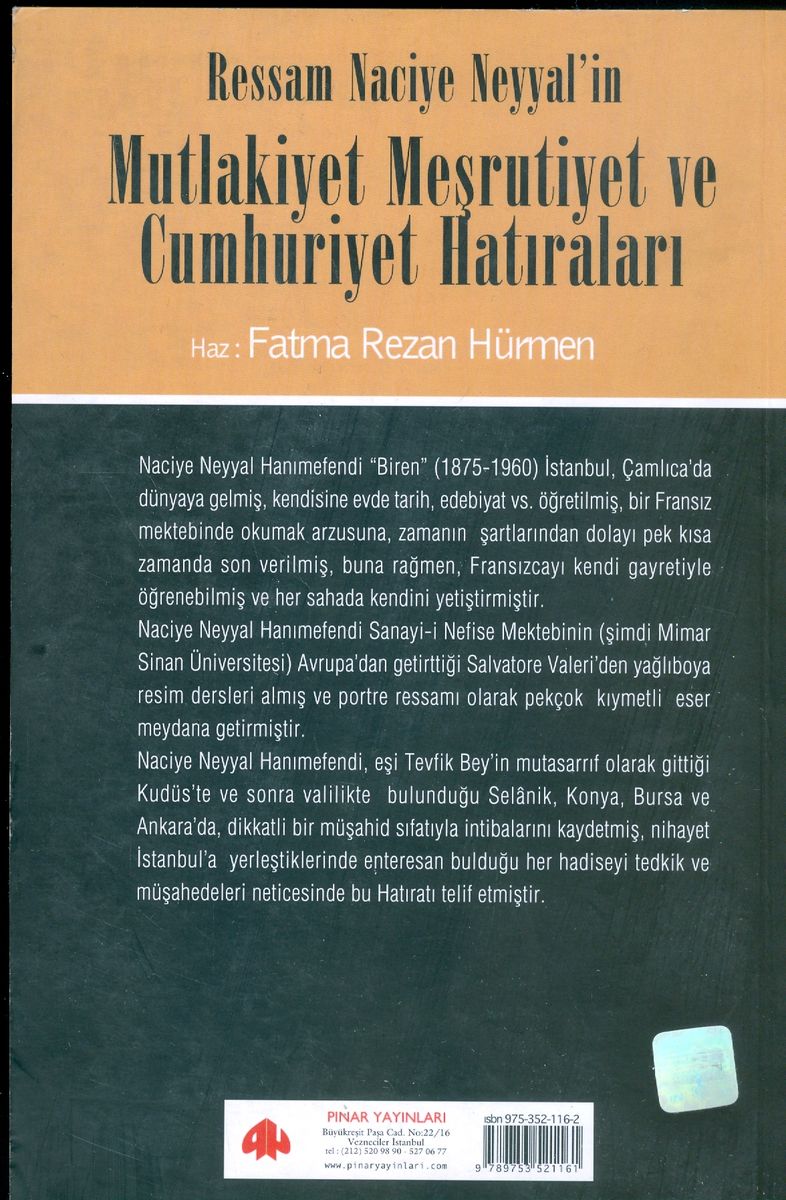 Ressam Naciye Neyyal'in
Mutlakiyet Meşrutiyet ve
Cumhuriyet Hatıraları
Haz : Fatma Rezan Hürmen
Naciye Neyyal Hanımefendi “Biren” (1875-1960) İstanbul, Çamlıca'da
dünyaya gelmiş, kendisine evde tarih, edebiyat vs. öğretilmiş, bir Fransız
mektebinde okumak arzusuna, zamanın şartlarından dolayı pek kısa
zamanda son verilmiş, buna rağmen, Fransızcayı kendi gayretiyle
öğrenebilmiş ve her sahada kendini yetiştirmiştir.
Naciye Neyyal Hanımefendi Sanayi-i Nefise Mektebinin (şimdi Mimar
Sinan Üniversitesi) Avrupa'dan getirttiği Salvatore Valeri'den yağlıboya
resim dersleri almış ve portre ressamı olarak pekçok kıymetli eser
meydana getirmiştir.
Naciye Neyyal Hanımefendi, eşi Tevfik Bey'in mutasarrıf olarak gittiği
Kudüs'te ve sonra valilikte bulunduğu Selânik, Konya, Bursa ve
Ankara'da, dikkatli bir müşahid sıfatıyla intibalarını kaydetmiş, nihayet
İstanbul'a yerleştiklerinde enteresan bulduğu her hadiseyi tedkik ve
müşahedeleri neticesinde bu Hatıratı telif etmiştir.
PINAR YAYINLARI
Büyükreşit Paşa Cad. No:22/16
Vezneciler İstanbul
tel : (212) 520 98 90 - 527 06 77
www.pinaryayinlari.com
ısbn 975-352-116-2
9 789753 521161